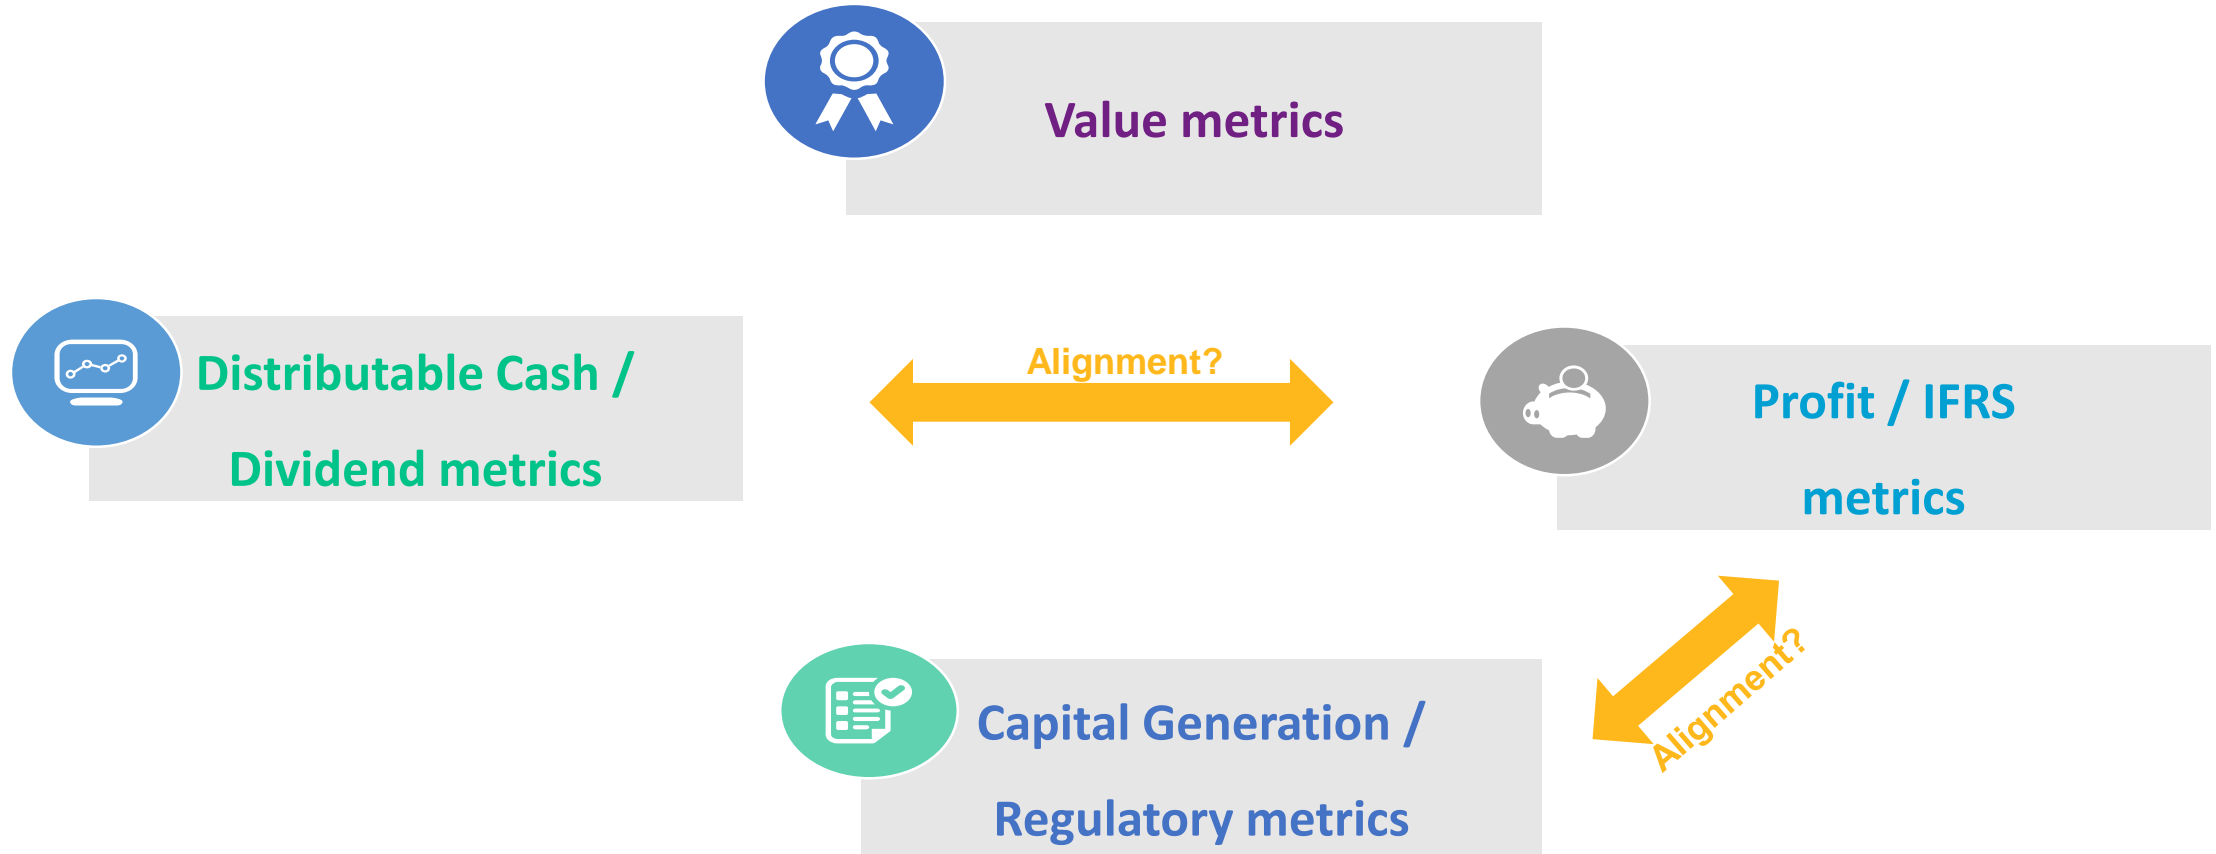 Value metrics
Distributable Cash /
Dividend metrics
Alignment?
Profit / IFRS
metrics
Alignment?
Capital Generation /
Regulatory metrics